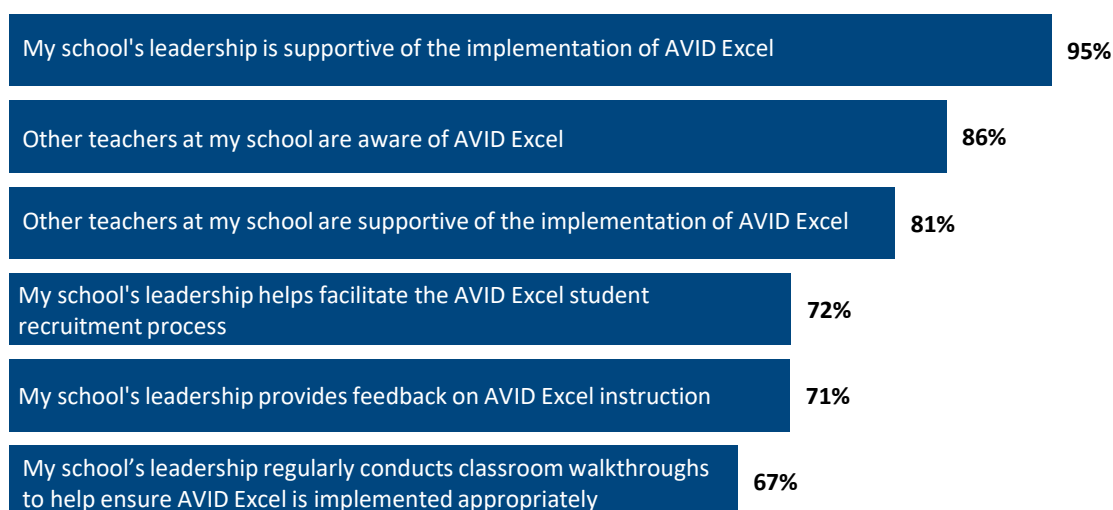 My school's leadership is supportive of the implementation of AVID Excel
95%
Other teachers at my school are aware of AVID Excel
86%
Other teachers at my school are supportive of the implementation of AVID Excel
81%
My school's leadership helps facilitate the AVID Excel student
recruitment process
72%
My school's leadership provides feedback on AVID Excel instruction
71%
My school’s leadership regularly conducts classroom walkthroughs
to help ensure AVID Excel is implemented appropriately
67%